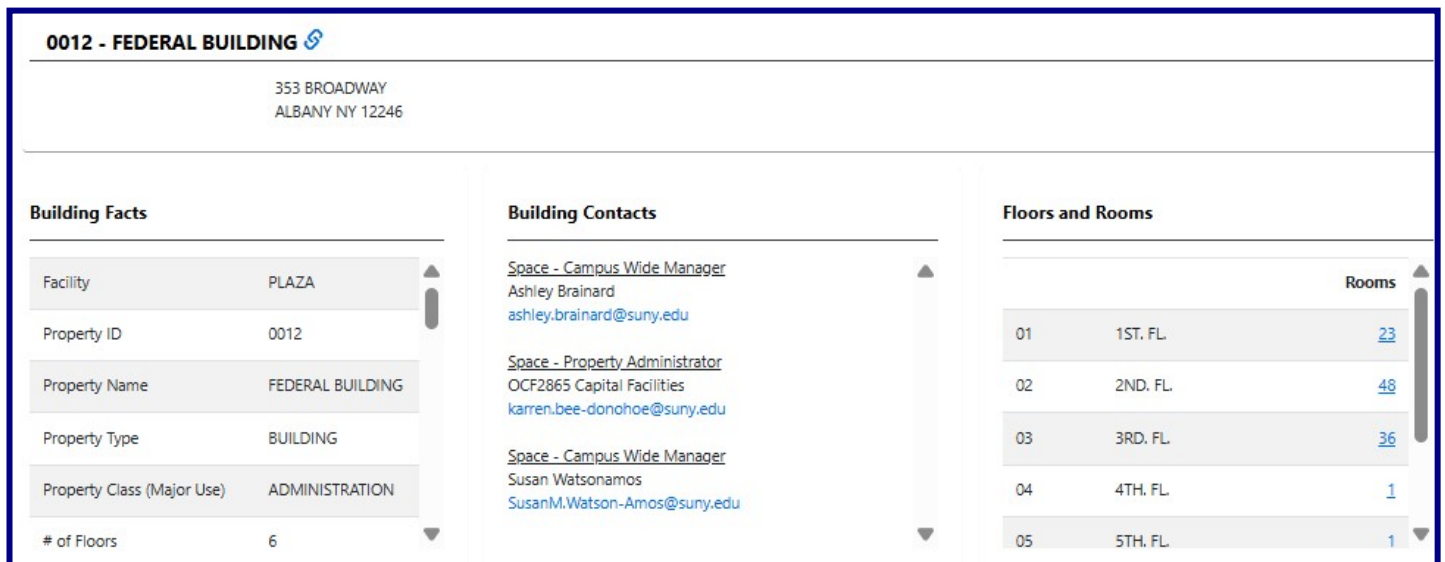 0012 - FEDERAL BUILDING
353 BROADWAY
ALBANY NY 12246
Building Facts
Facility PLAZA
Property ID 0012
Property Name FEDERAL BUILDING
Property Type BUILDING
Property Class (Major Use) ADMINISTRATION
# of Floors 6
Building Contacts
Space - Campus Wide Manager
Ashley Brainard
ashley.brainard@suny.edu
Space - Property Administrator
OCF2865 Capital Facilities
karren.bee-donohoe@suny.edu
Space - Campus Wide Manager
Susan Watsonamos
SusanM.Watson-Amos@suny.edu
Floors and Rooms
Rooms
01 1ST. FL. 23
02 2ND. FL. 48
03 3RD. FL. 36
04 4TH. FL. 1
05 5TH. FL. 1